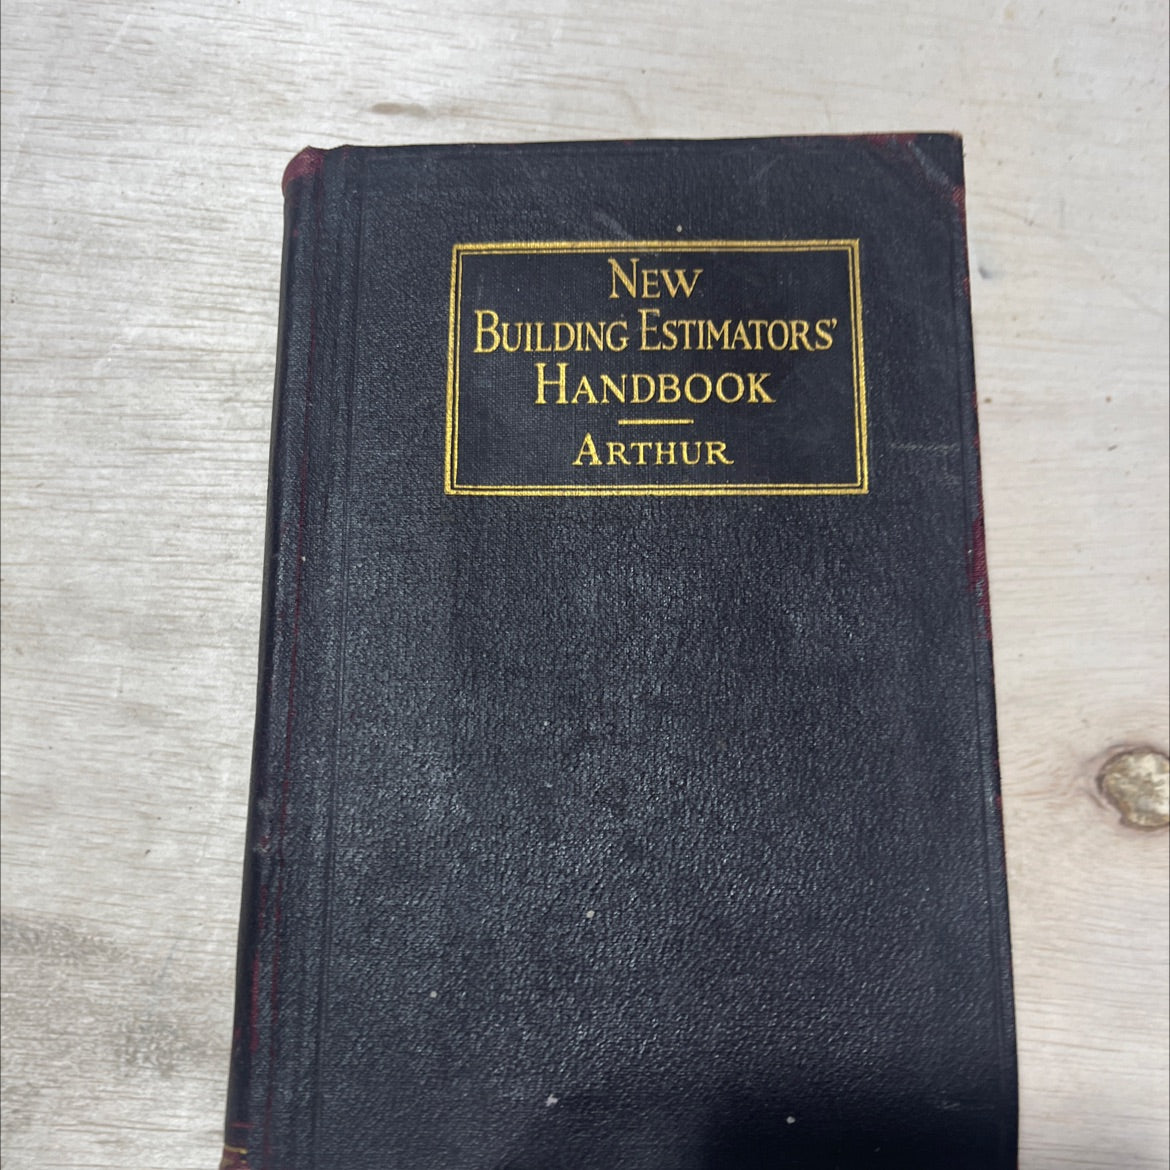 NEW
BUILDING ESTIMATORS'
HANDBOOK
ARTHUR